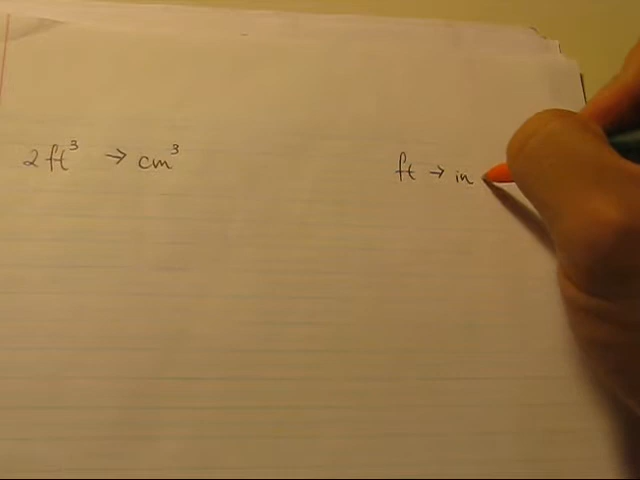 2 ft³ → cm³
ft → in